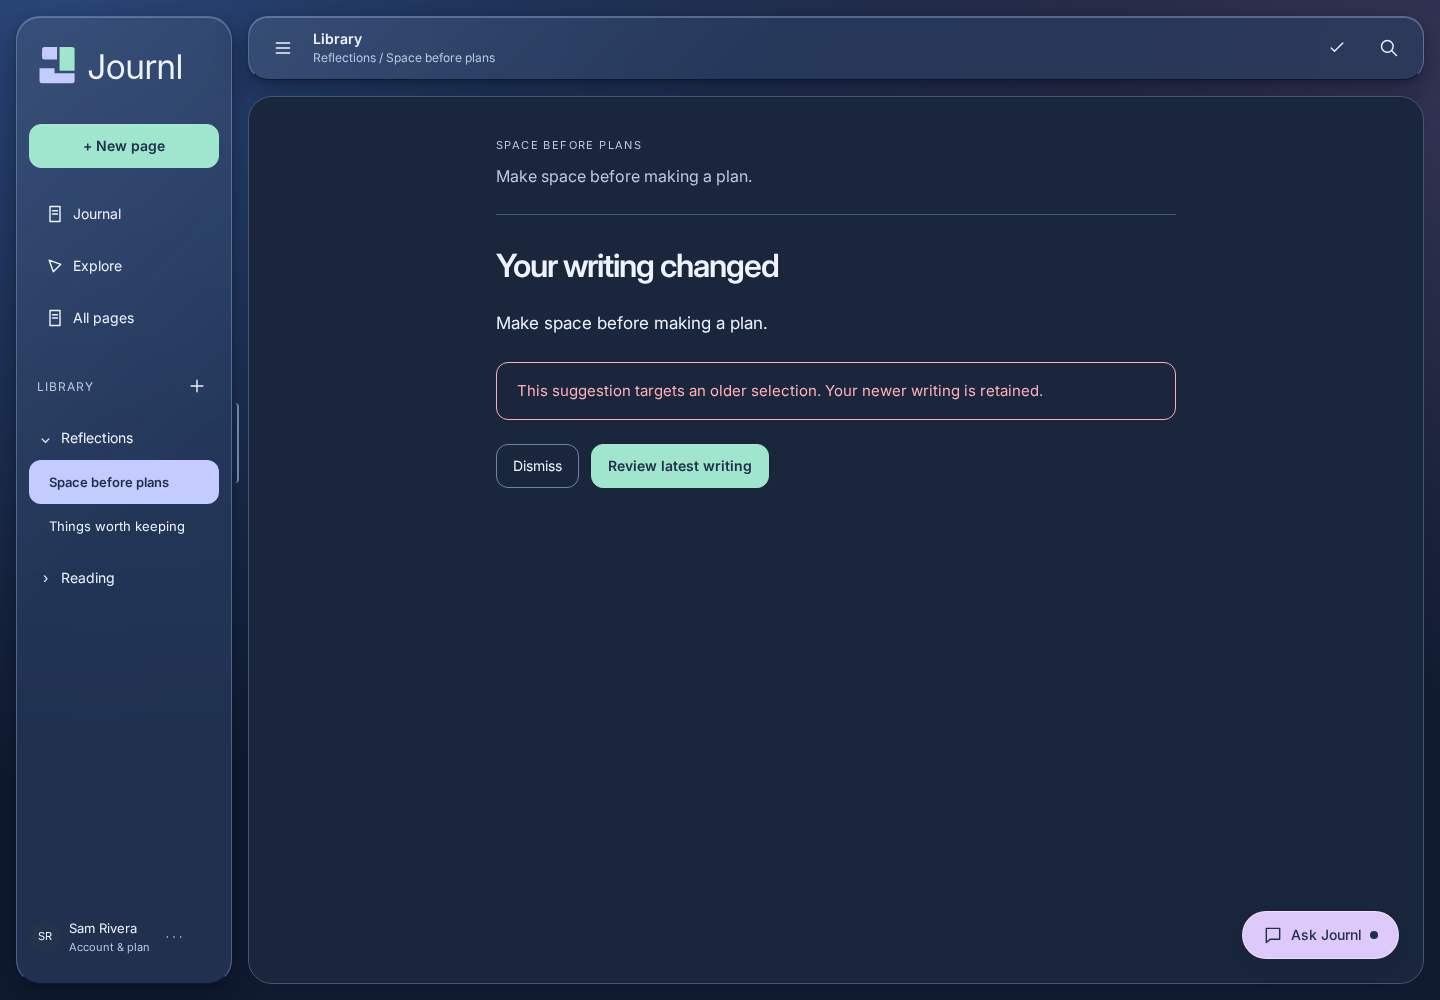 Journl
+ New page
Journal
Explore
All pages
LIBRARY
Reflections
Space before plans
Things worth keeping
Reading
SR
Sam Rivera
Account & plan
...
Library
Reflections / Space before plans
SPACE BEFORE PLANS
Make space before making a plan.
Your writing changed
Make space before making a plan.
This suggestion targets an older selection. Your newer writing is retained.
Dismiss
Review latest writing
Ask Journl